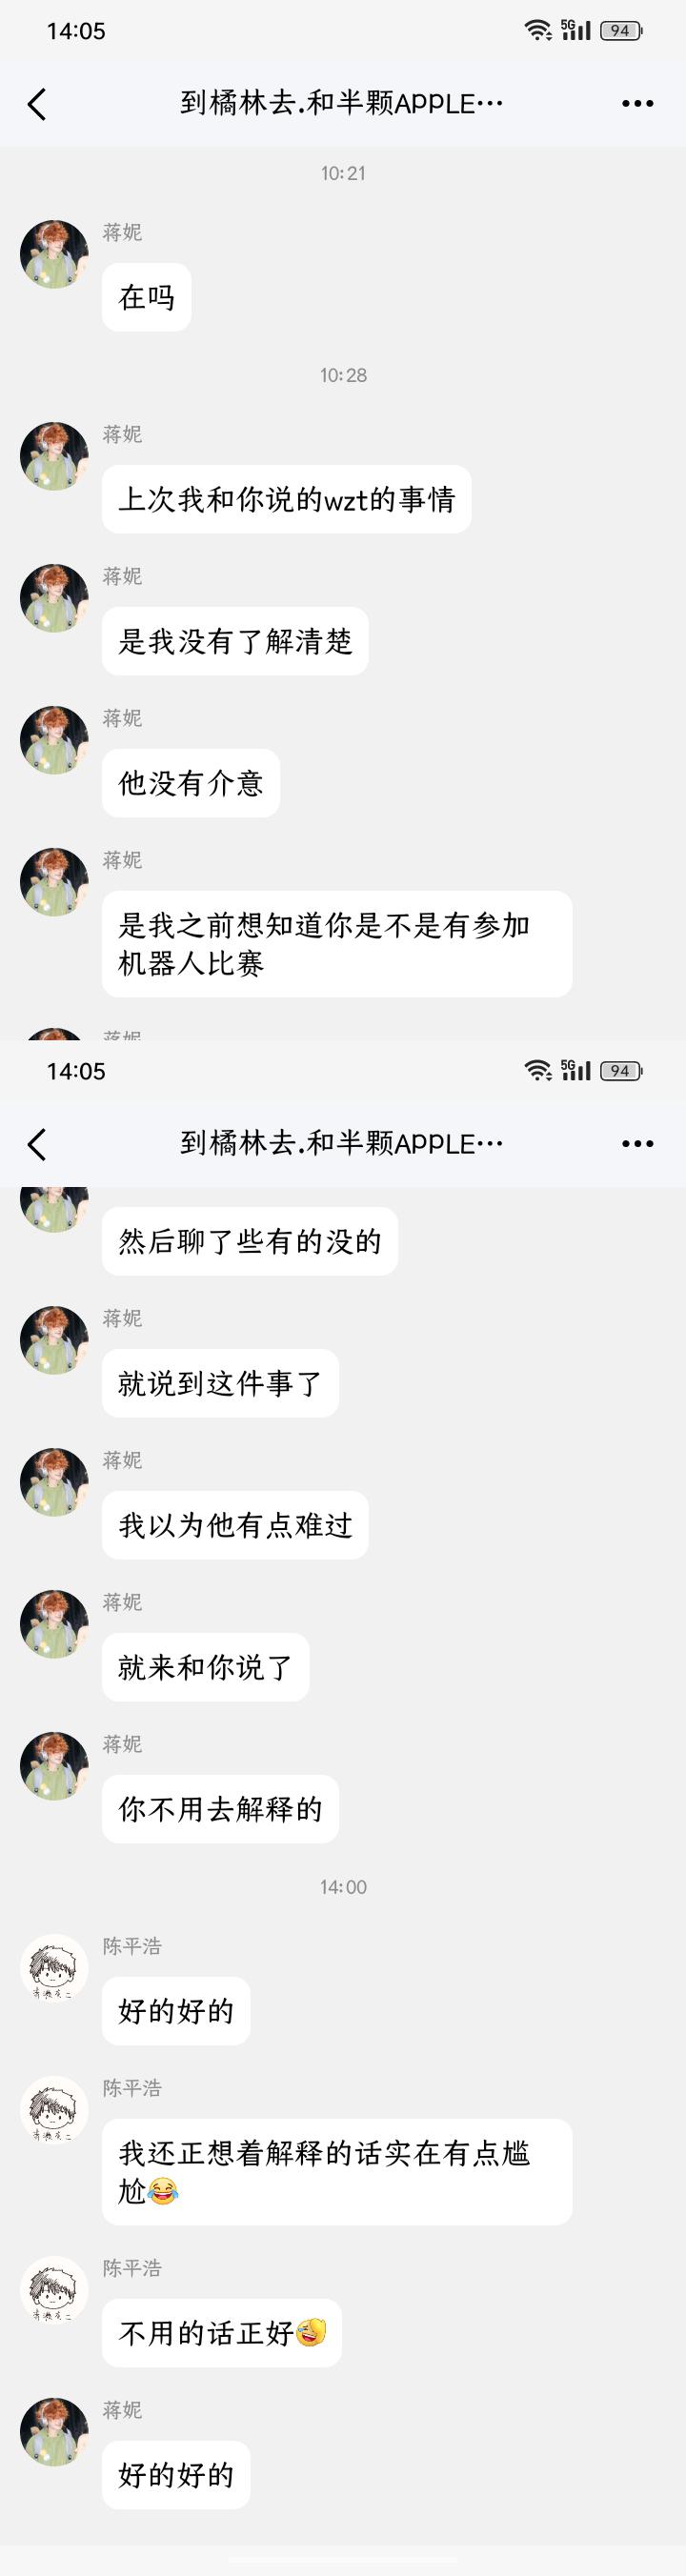 14:05
5G
94
到橘林去.和半颗APPLE…
10:21
蒋妮
在吗
10:28
蒋妮
上次我和你说的wzt的事情
蒋妮
是我没有了解清楚
蒋妮
他没有介意
蒋妮
是我之前想知道你是不是有参加
机器人比赛
蒋妮
14:05
5G
94
到橘林去.和半颗APPLE…
然后聊了些有的没的
蒋妮
就说到这件事了
蒋妮
我以为他有点难过
蒋妮
就来和你说了
蒋妮
你不用去解释的
14:00
陈平浩
好的好的
陈平浩
我还正想着解释的话实在有点尴
尬😂
陈平浩
不用的话正好🤣
蒋妮
好的好的